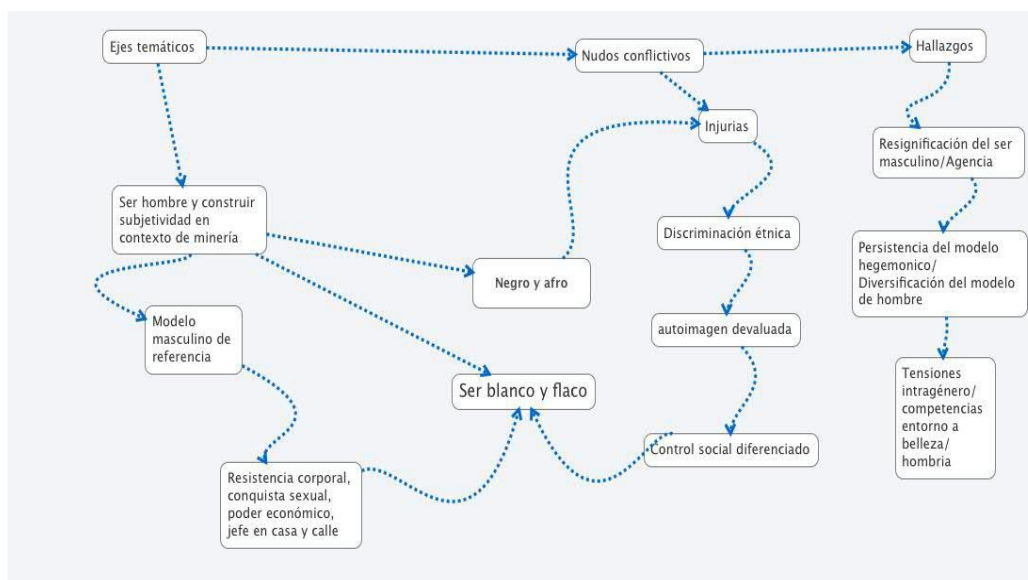 Ejes temáticos
Nudos conflictivos
Hallazgos
Injurias
Resignificación del ser
masculino/Agencia
Ser hombre y construir
subjetividad en
contexto de minería
Discriminación étnica
Persistencia del modelo
hegemonico/
Diversificación del modelo
de hombre
Negro y afro
Modelo
masculino de
referencia
autoimagen devaluada
Ser blanco y flaco
Tensiones
intragénero/
competencias
entorno a
belleza/
hombria
Control social diferenciado
Resistencia corporal,
conquista sexual,
poder económico,
jefe en casa y calle